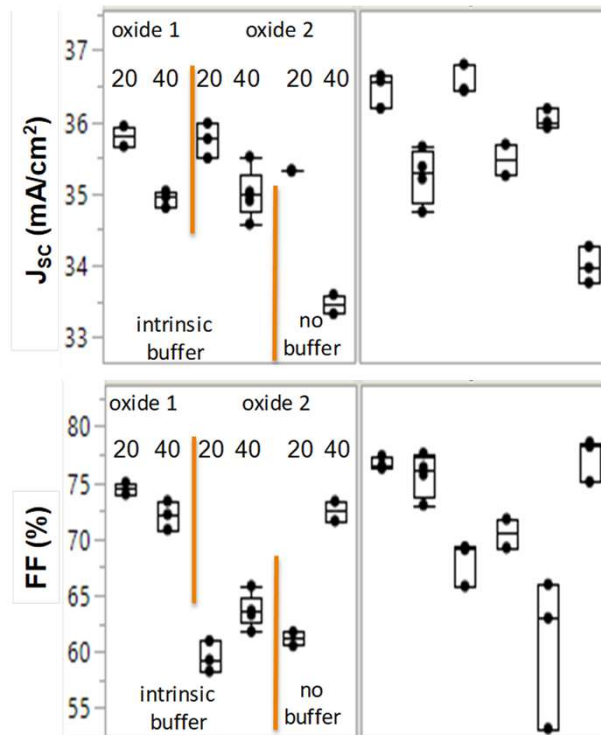 37
36
35
34
33
J_SC (mA/cm²)
oxide 1 oxide 2
20 40 20 40 20 40
intrinsic
buffer
no
buffer
80
75
70
65
60
55
FF (%)
oxide 1 oxide 2
20 40 20 40 20 40
intrinsic
buffer
no
buffer